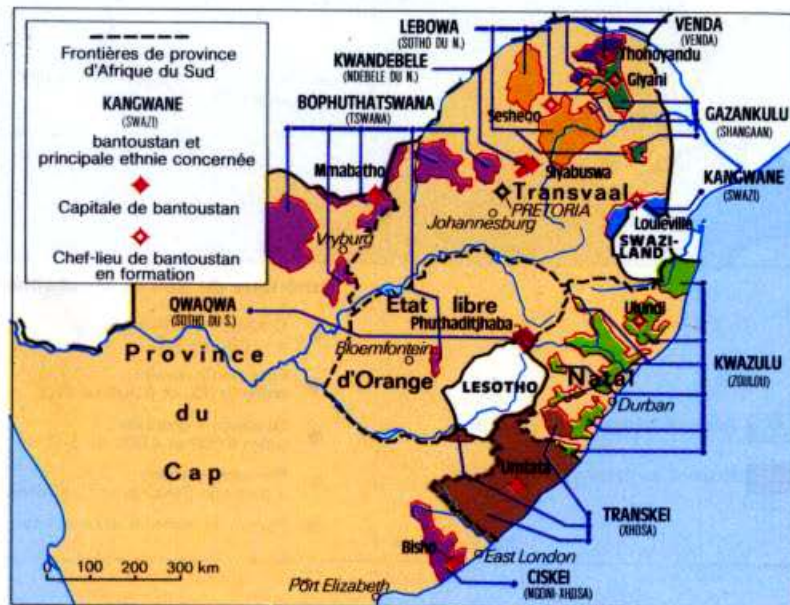 Frontières de province
d'Afrique du Sud
KANGWANE
(SWAZI)
bantoustan et
principale ethnie concernée
Capitale de bantoustan
Chef-lieu de bantoustan
en formation
LEBOWA
(SOTHO DU N.)
KWANDEBELE
(NDEBELE DU N.)
BOPHUTHATSWANA
(TSWANA)
VENDA
(VENDA)
Thohoyandu
Giyani
GAZANKULU
(SHANGAAN)
Seshego
Siyabuswa
KANGWANE
(SWAZI)
Mmabatho
Transvaal
PRETORIA
Johannesburg
Louieville
SWAZI-
LAND
Vryburg
QWAQWA
(SOTHO DU S.)
Etat libre
Phuthaditjhaba
Ulundi
Bloemfontein
d'Orange
LESOTHO
Natal
KWAZULU
(ZOULOU)
Durban
Province
du
Cap
Umtata
TRANSKEI
(XHOSA)
Bisho
East London
CISKEI
(NGUNI-XHOSA)
Port Elizabeth
0 100 200 300 km